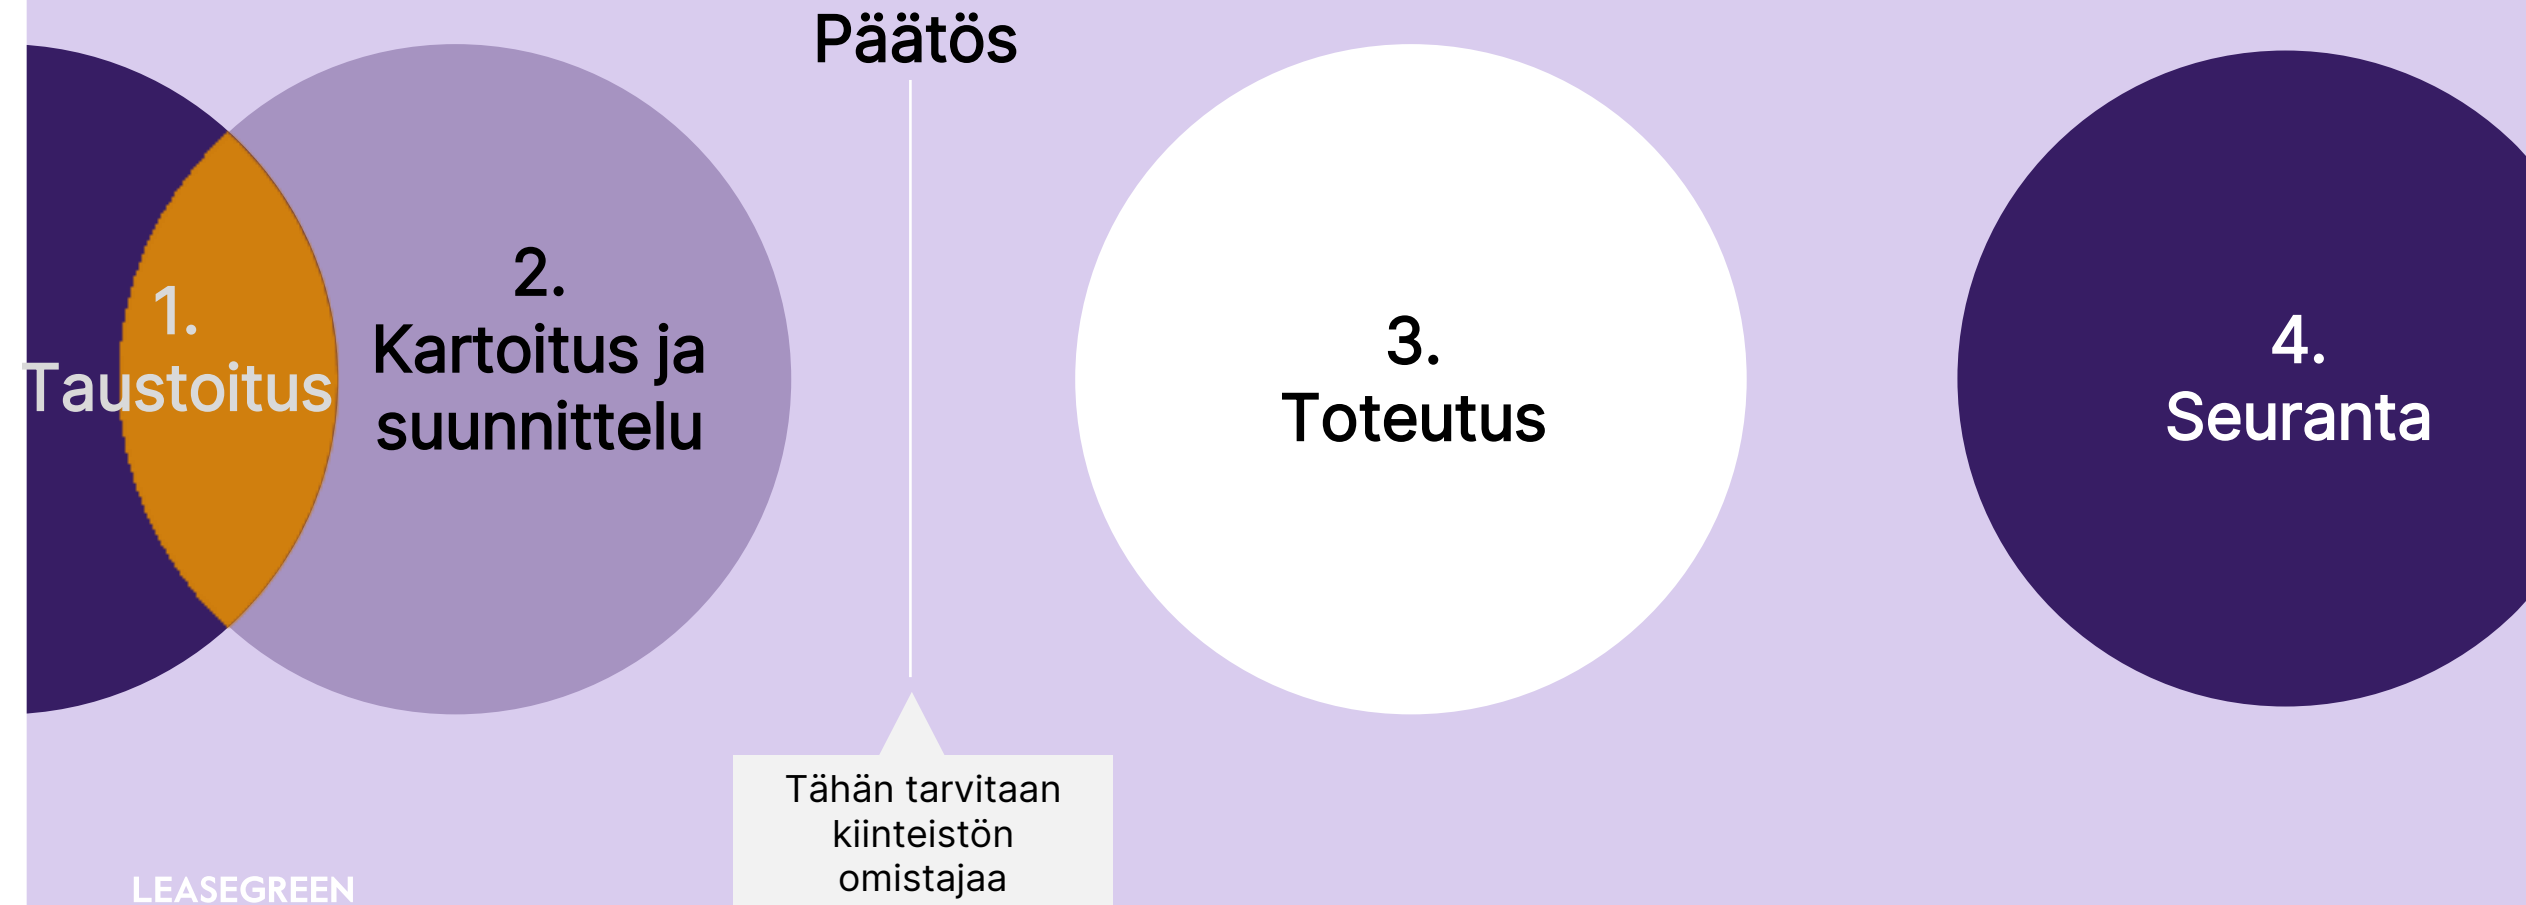 Päätös
1.
Taustoitus
2.
Kartoitus ja
suunnittelu
3.
Toteutus
4.
Seuranta
Tähän tarvitaan
kiinteistön
omistajaa
LEASEGREEN